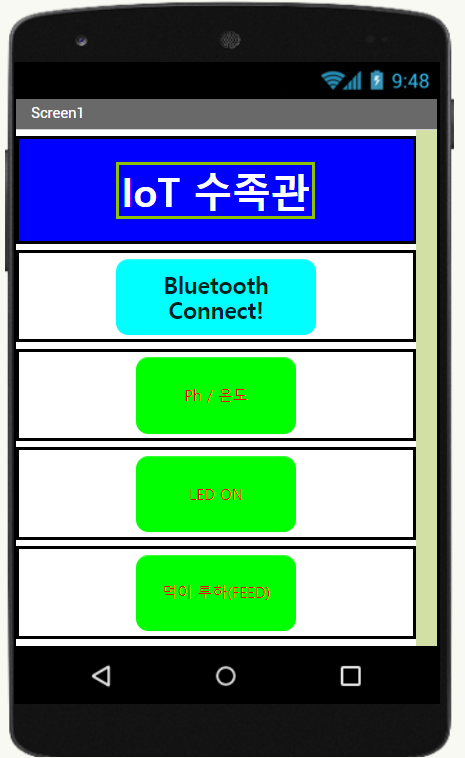 9:48
Screen1
IoT 수족관
Bluetooth
Connect!
Ph / 온도
LED ON
먹이 투하(FEED)